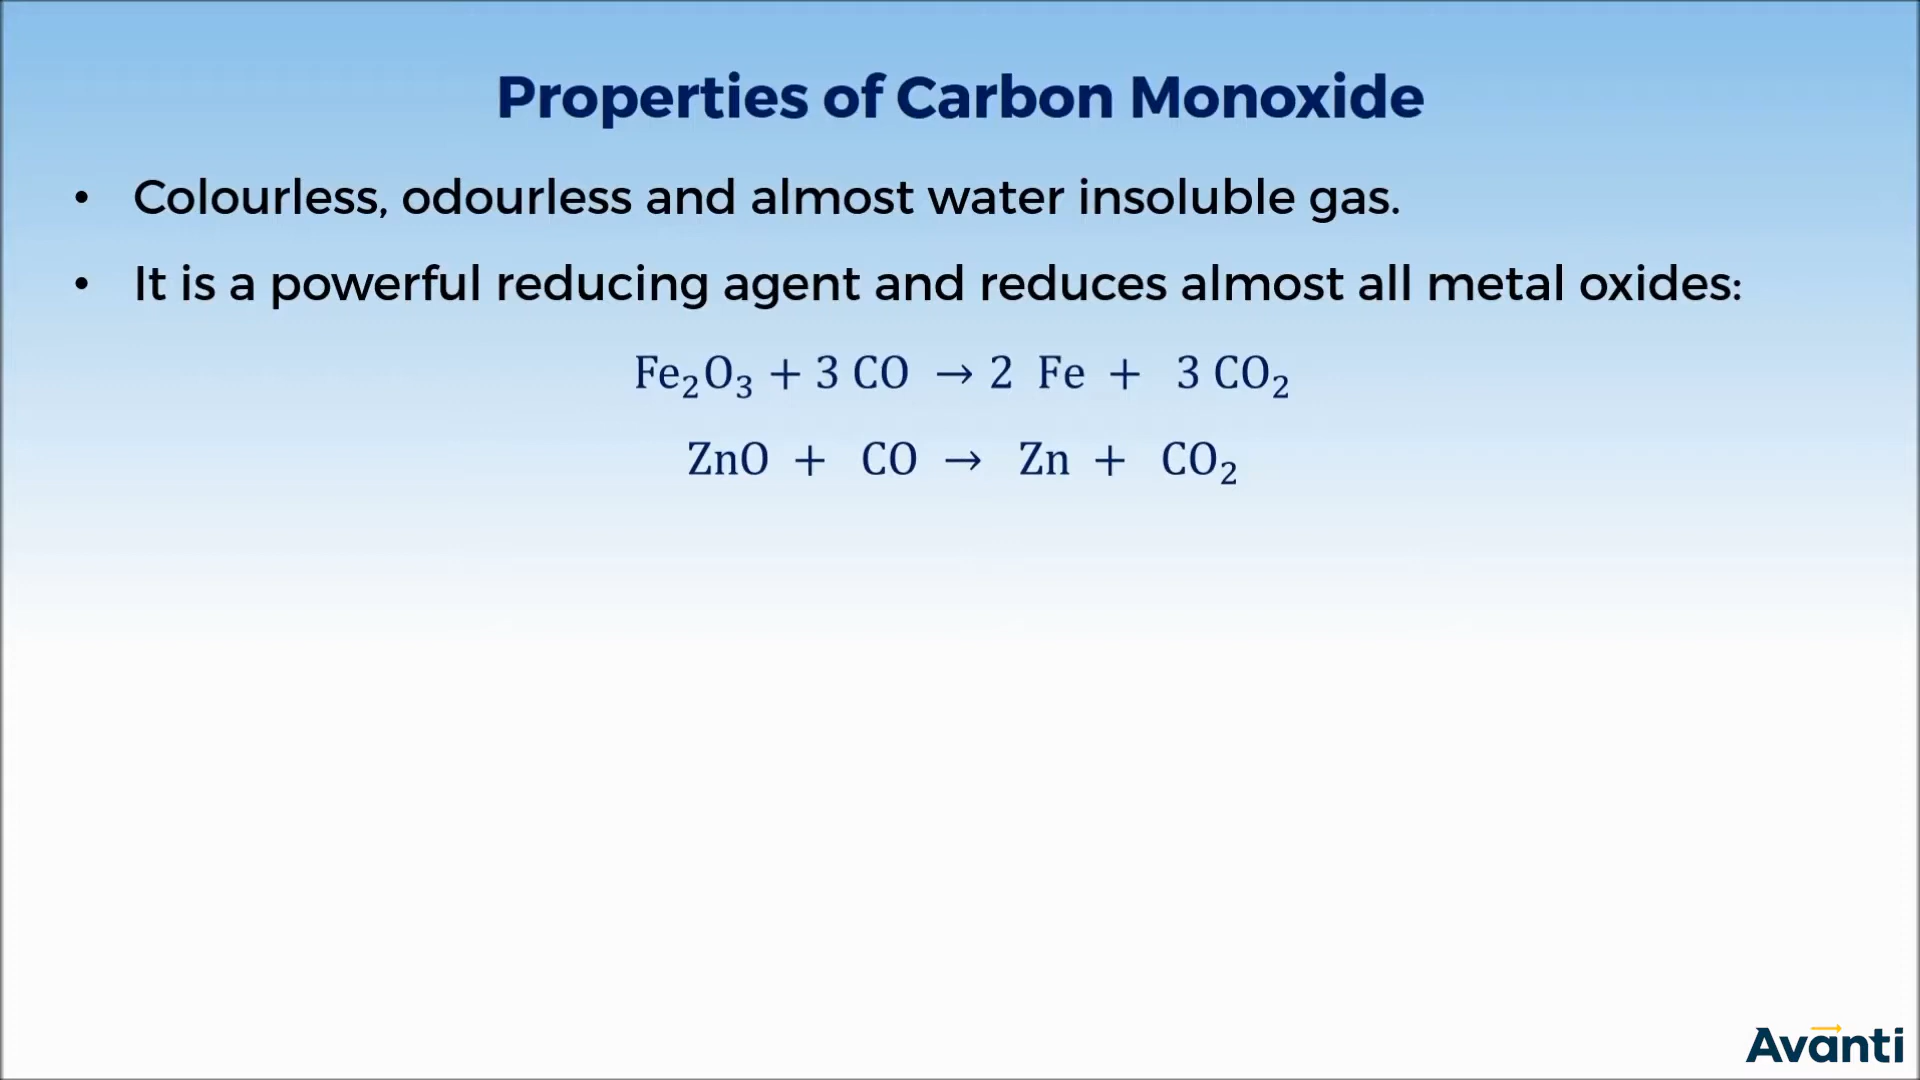 Properties of Carbon Monoxide
• Colourless, odourless and almost water insoluble gas.
• It is a powerful reducing agent and reduces almost all metal oxides:
Fe₂O₃ + 3 CO → 2 Fe + 3 CO₂
ZnO + CO → Zn + CO₂
Avanti